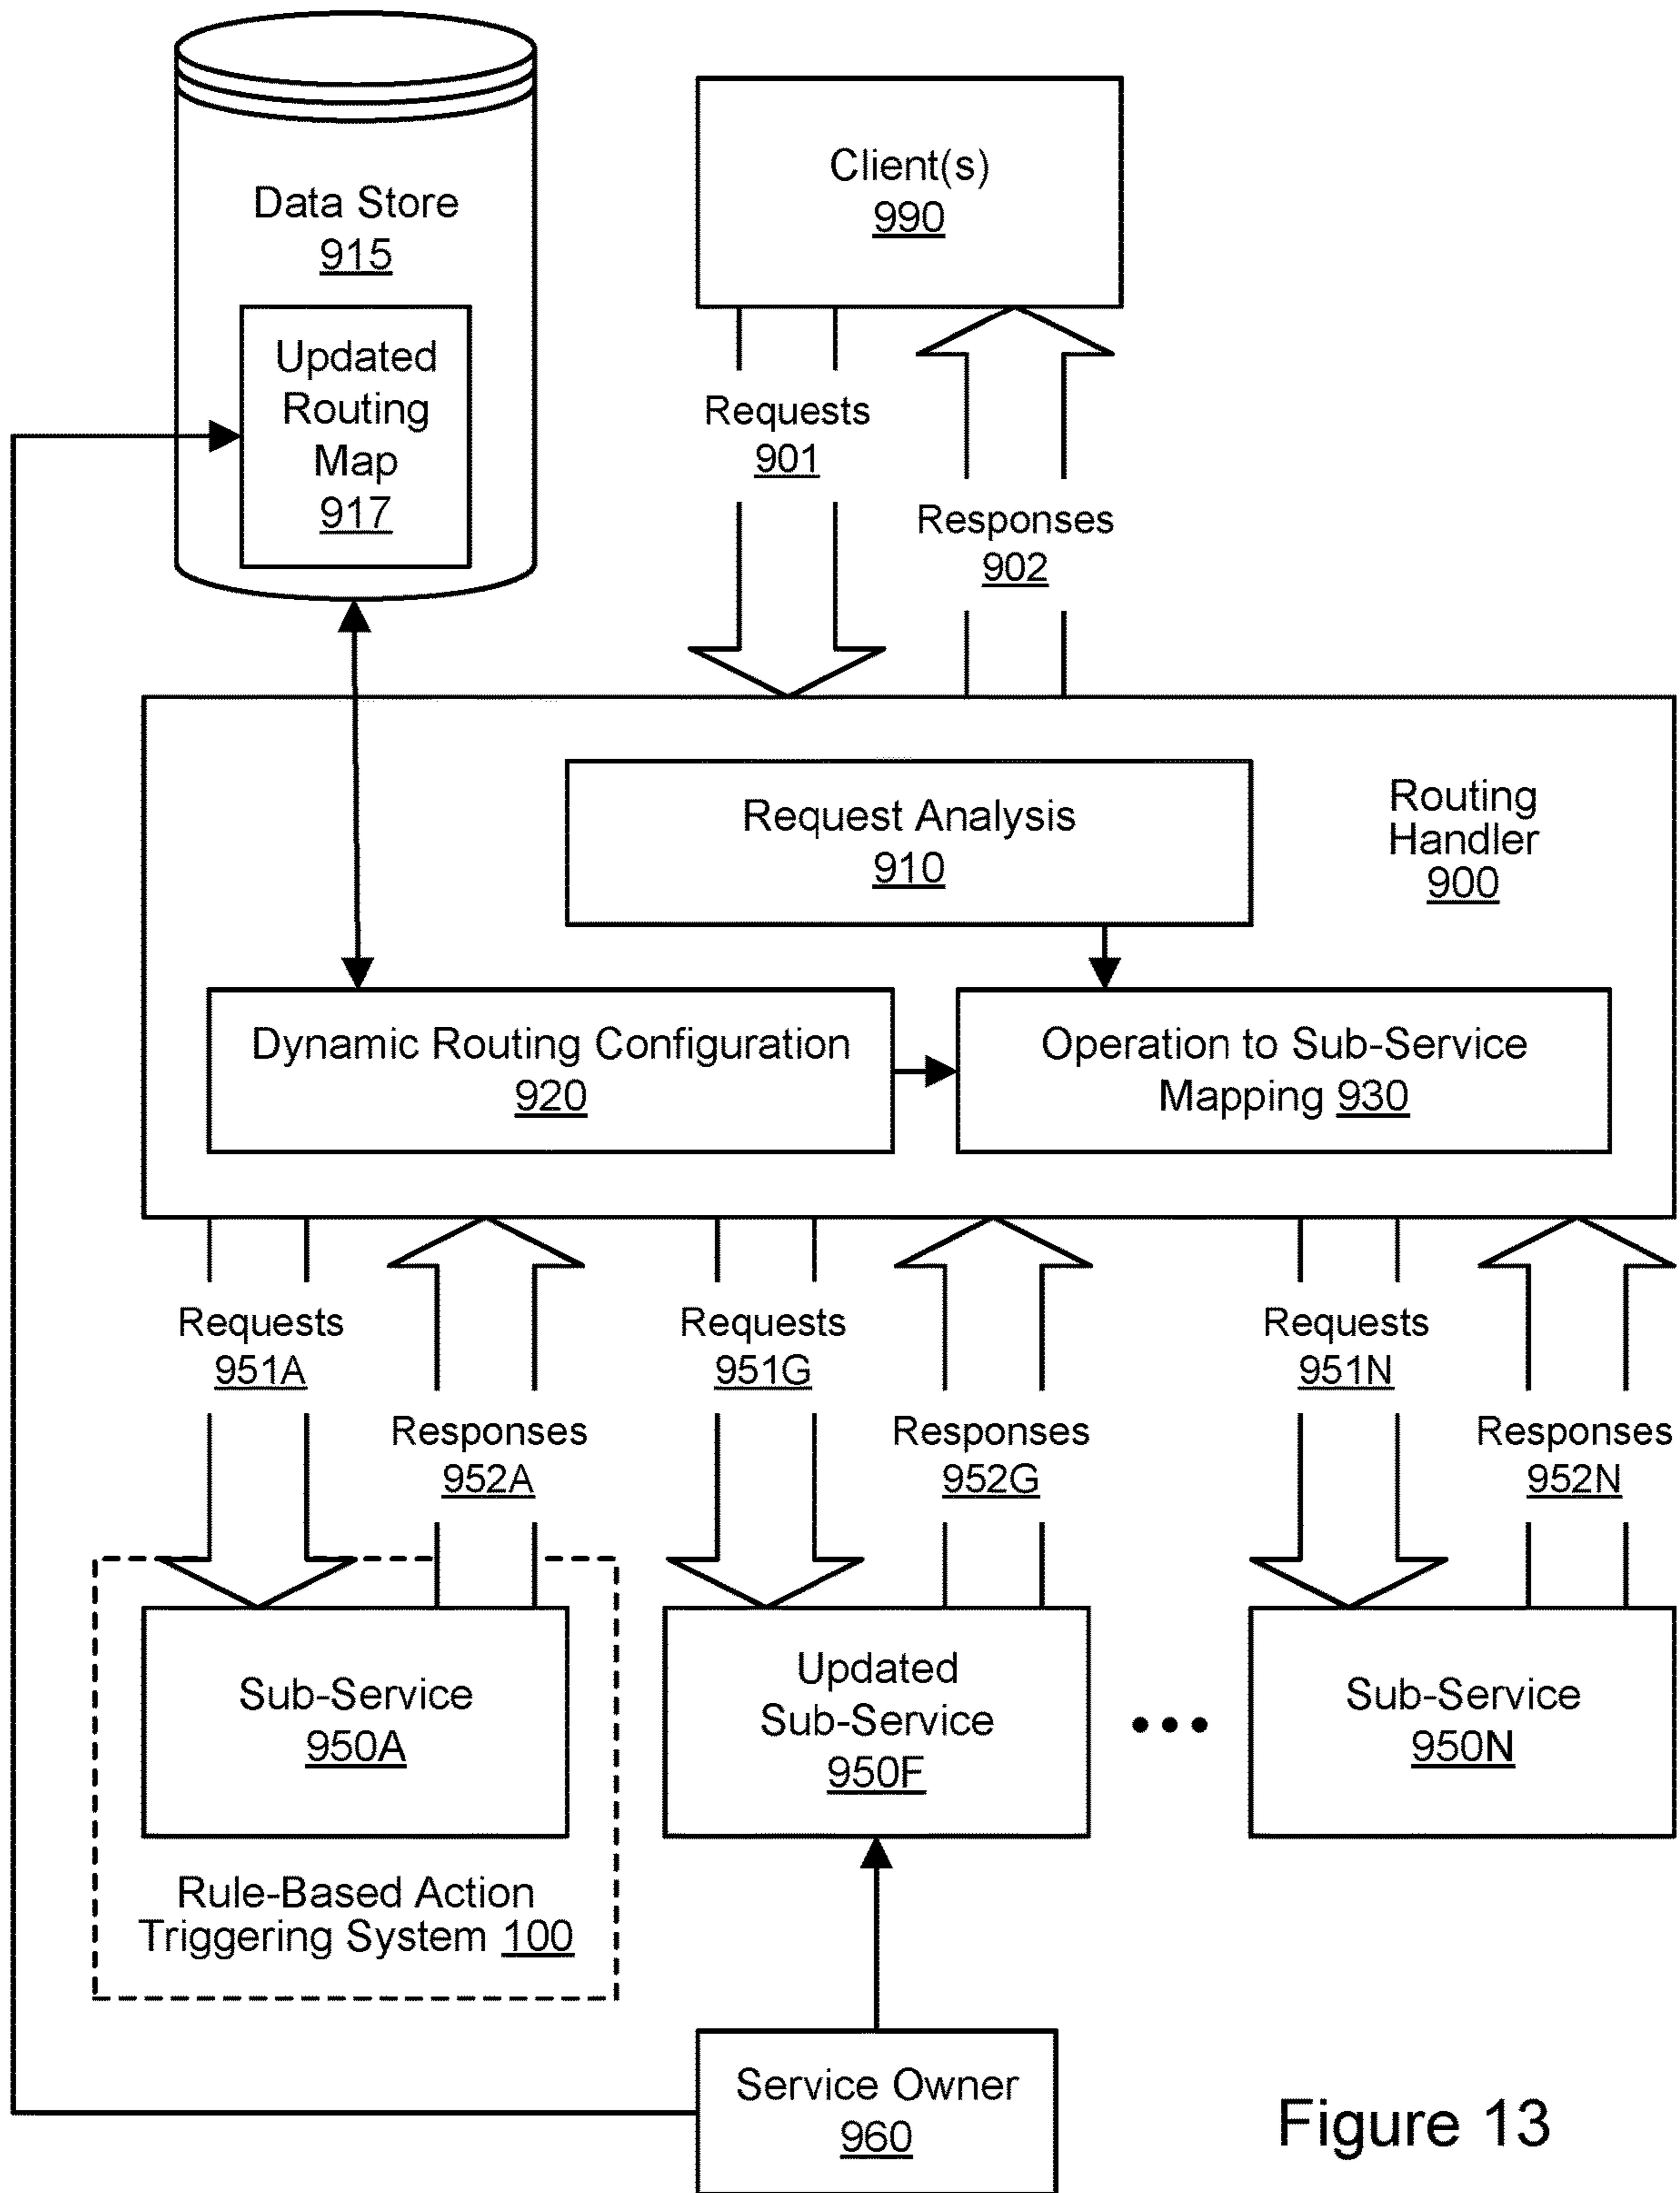 Data Store
915
Updated
Routing
Map
917
Client(s)
990
Requests
901
Responses
902
Routing
Handler
900
Request Analysis
910
Dynamic Routing Configuration
920
Operation to Sub-Service
Mapping 930
Requests
951A
Responses
952A
Requests
951G
Responses
952G
Requests
951N
Responses
952N
Sub-Service
950A
Rule-Based Action
Triggering System 100
Updated
Sub-Service
950F
Sub-Service
950N
Service Owner
960
Figure 13